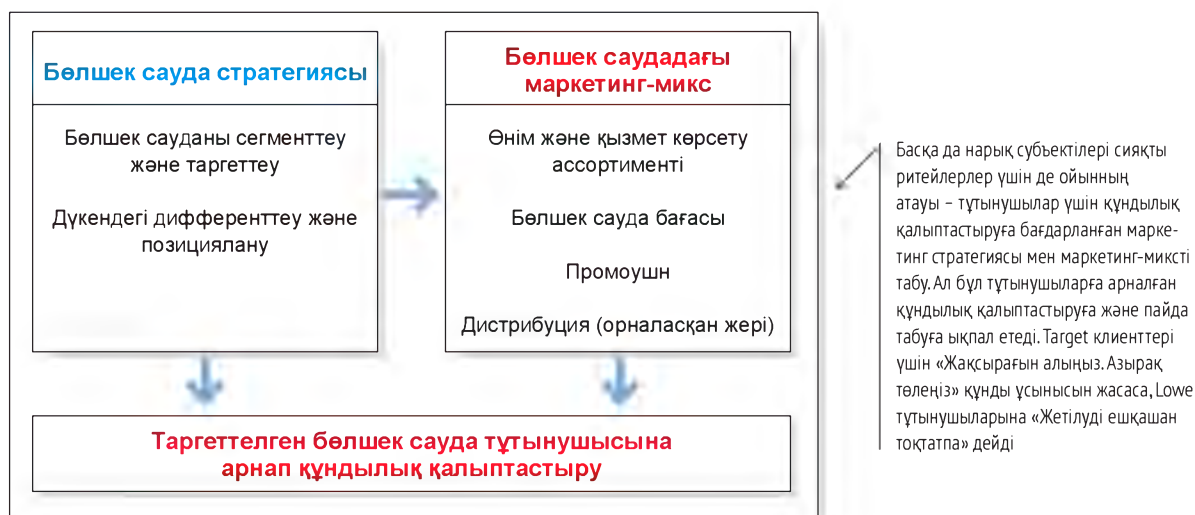 Бөлшек сауда стратегиясы
Бөлшек сауданы сегменттеу
және таргеттеу
Дүкендегі дифференттеу және
позициялану
Бөлшек саудадағы
маркетинг-микс
Өнім және қызмет көрсету
ассортименті
Бөлшек сауда бағасы
Промоушн
Дистрибуция (орналасқан жері)
Таргеттелген бөлшек сауда тұтынушысына
арнап құндылық қалыптастыру
Басқа да нарық субъектілері сияқты
ритейлерлер үшін де ойынның
атауы – тұтынушылар үшін құндылық
қалыптастыруға бағдарланған марке-
тинг стратегиясы мен маркетинг-миксті
табу. Ал бұл тұтынушыларға арналған
құндылық қалыптастыруға және пайда
табуға ықпал етеді. Target клиенттері
үшін «Жақсырағын алыңыз. Азырақ
төлеңіз» құнды ұсынысын жасаса, Lowe
тұтынушыларына «Жетілуді ешқашан
тоқтатпа» дейді